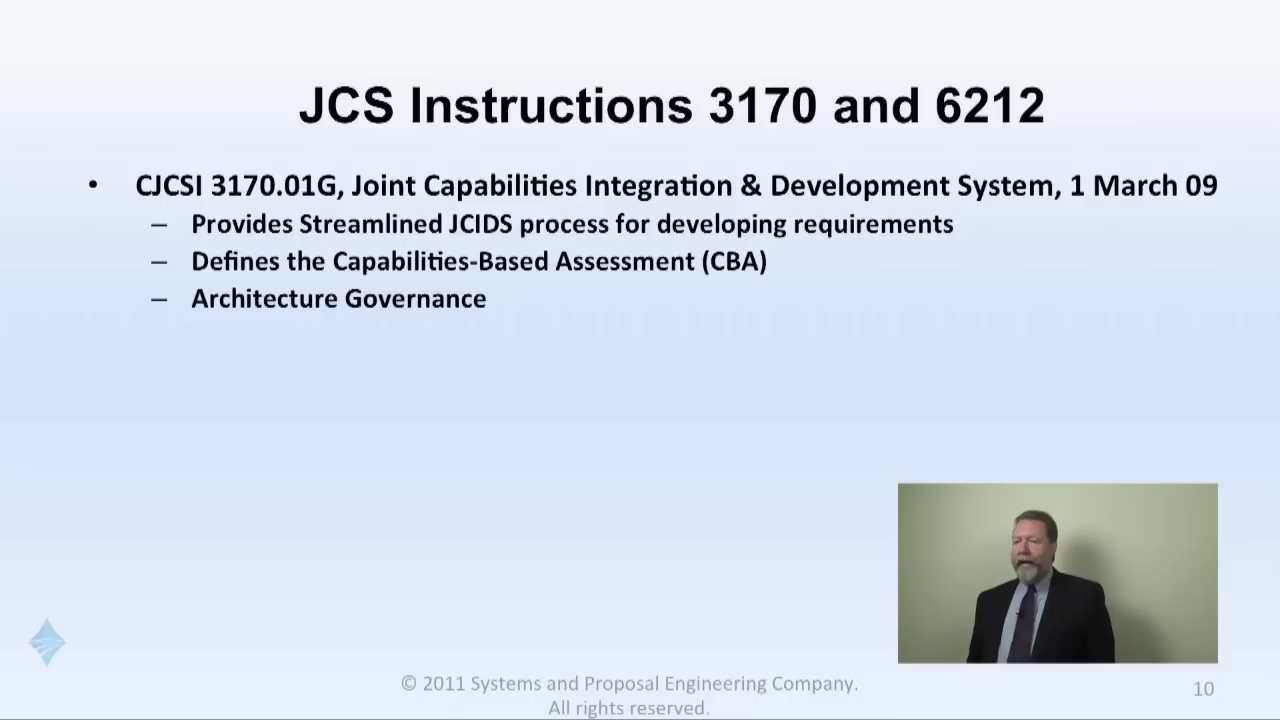 JCS Instructions 3170 and 6212
• CJCSI 3170.01G, Joint Capabilities Integration & Development System, 1 March 09
– Provides Streamlined JCIDS process for developing requirements
– Defines the Capabilities-Based Assessment (CBA)
– Architecture Governance
© 2011 Systems and Proposal Engineering Company.
All rights reserved.
10